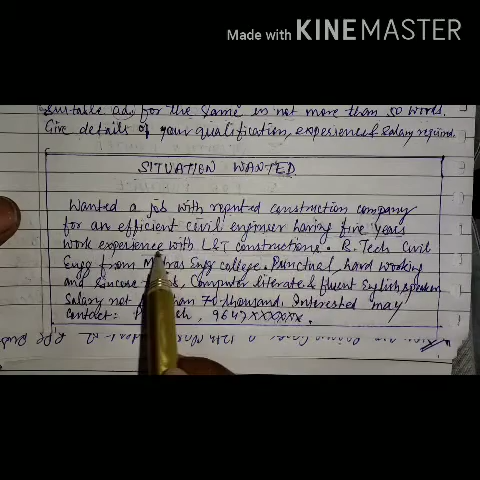 Made with KINEMASTER
suitable ad. for the same in not more than 50 words.
Give details of your qualification, experience & salary required.
SITUATION WANTED
Wanted a job with reputed construction company
for an efficient civil engineer having five years
work experience with L&T constructions. B.Tech Civil
Engg from M ras Engg college. Punctual, hard working
and sincere. Computer literate & fluent English speaker
Salary not than 70 thousand. Interested may
contact: P ch, 9647xxxxxx.